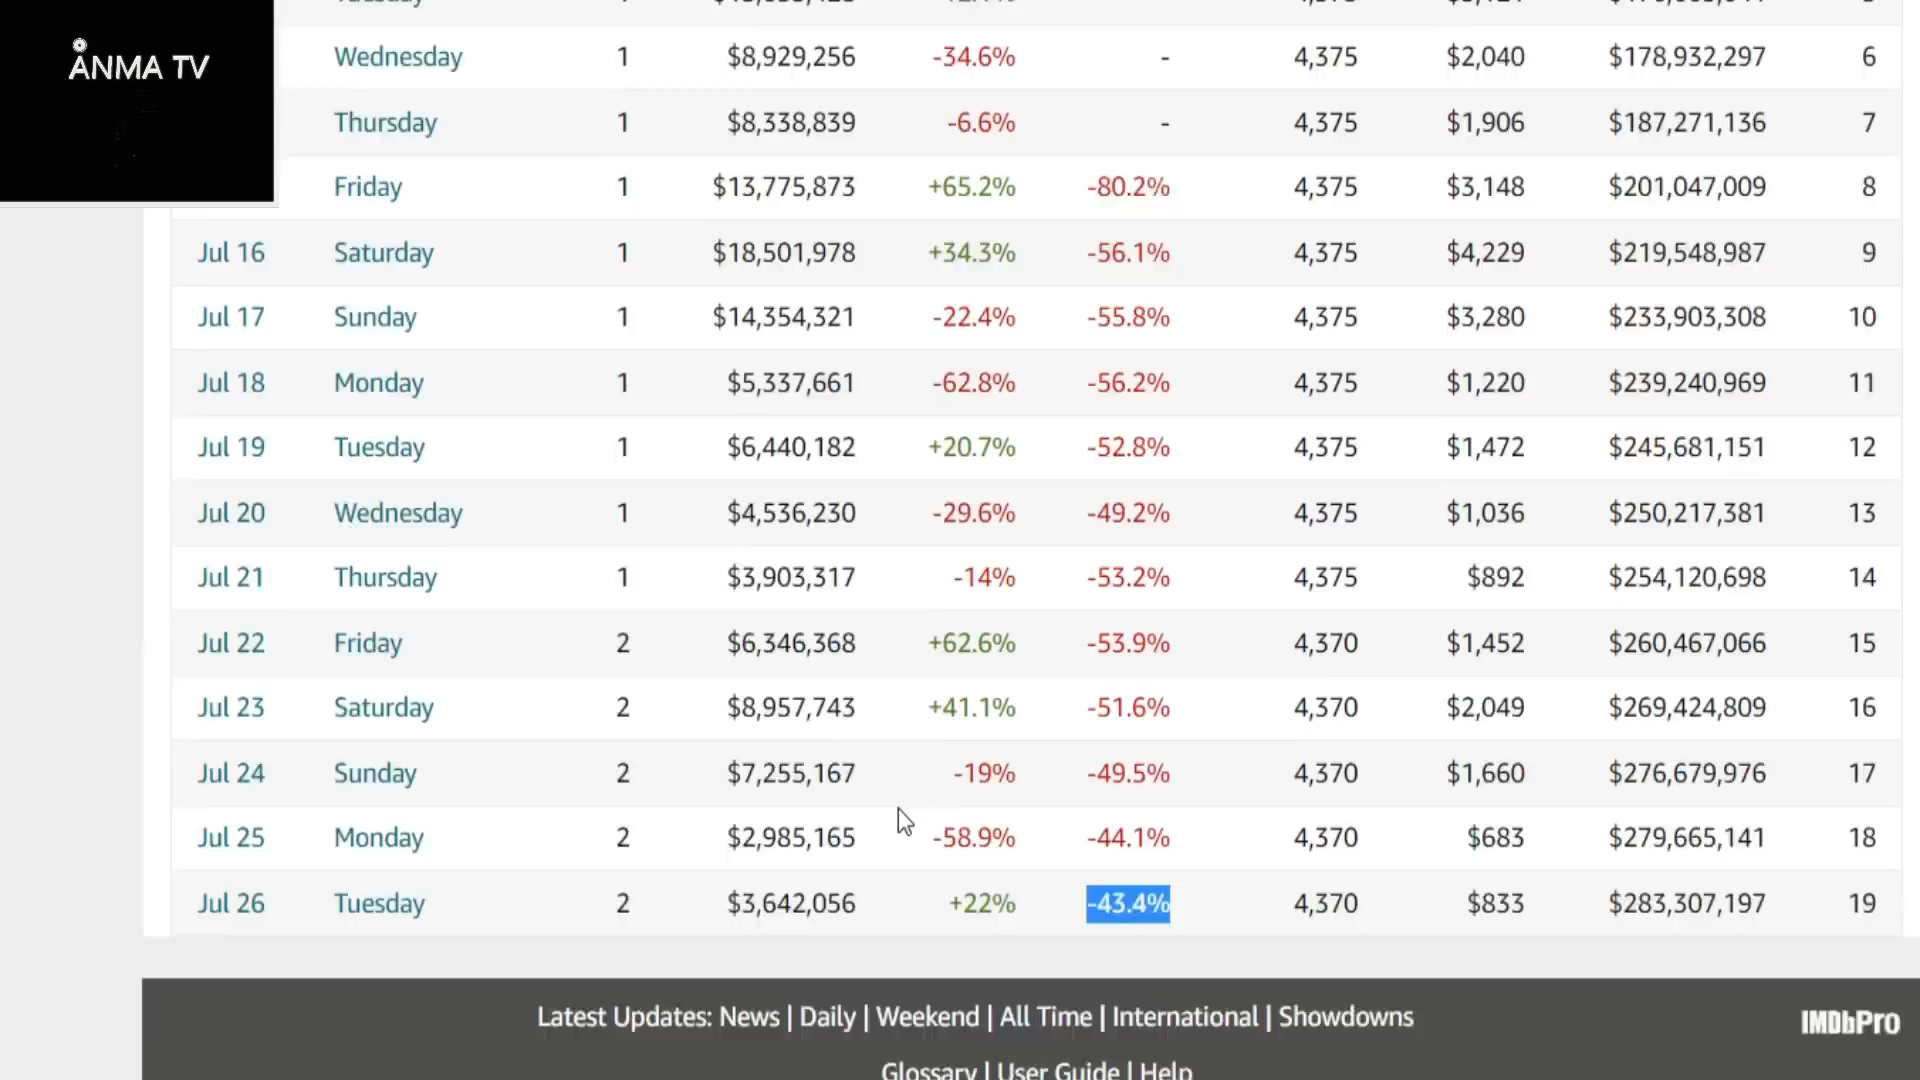 ANMA TV
Wednesday 1 $8,929,256 -34.6% - 4,375 $2,040 $178,932,297 6
Thursday 1 $8,338,839 -6.6% - 4,375 $1,906 $187,271,136 7
Friday 1 $13,775,873 +65.2% -80.2% 4,375 $3,148 $201,047,009 8
Jul 16 Saturday 1 $18,501,978 +34.3% -56.1% 4,375 $4,229 $219,548,987 9
Jul 17 Sunday 1 $14,354,321 -22.4% -55.8% 4,375 $3,280 $233,903,308 10
Jul 18 Monday 1 $5,337,661 -62.8% -56.2% 4,375 $1,220 $239,240,969 11
Jul 19 Tuesday 1 $6,440,182 +20.7% -52.8% 4,375 $1,472 $245,681,151 12
Jul 20 Wednesday 1 $4,536,230 -29.6% -49.2% 4,375 $1,036 $250,217,381 13
Jul 21 Thursday 1 $3,903,317 -14% -53.2% 4,375 $892 $254,120,698 14
Jul 22 Friday 2 $6,346,368 +62.6% -53.9% 4,370 $1,452 $260,467,066 15
Jul 23 Saturday 2 $8,957,743 +41.1% -51.6% 4,370 $2,049 $269,424,809 16
Jul 24 Sunday 2 $7,255,167 -19% -49.5% 4,370 $1,660 $276,679,976 17
Jul 25 Monday 2 $2,985,165 -58.9% -44.1% 4,370 $683 $279,665,141 18
Jul 26 Tuesday 2 $3,642,056 +22% -43.4% 4,370 $833 $283,307,197 19
Latest Updates: News | Daily | Weekend | All Time | International | Showdowns
IMDbPro
Glossary | User Guide | Help